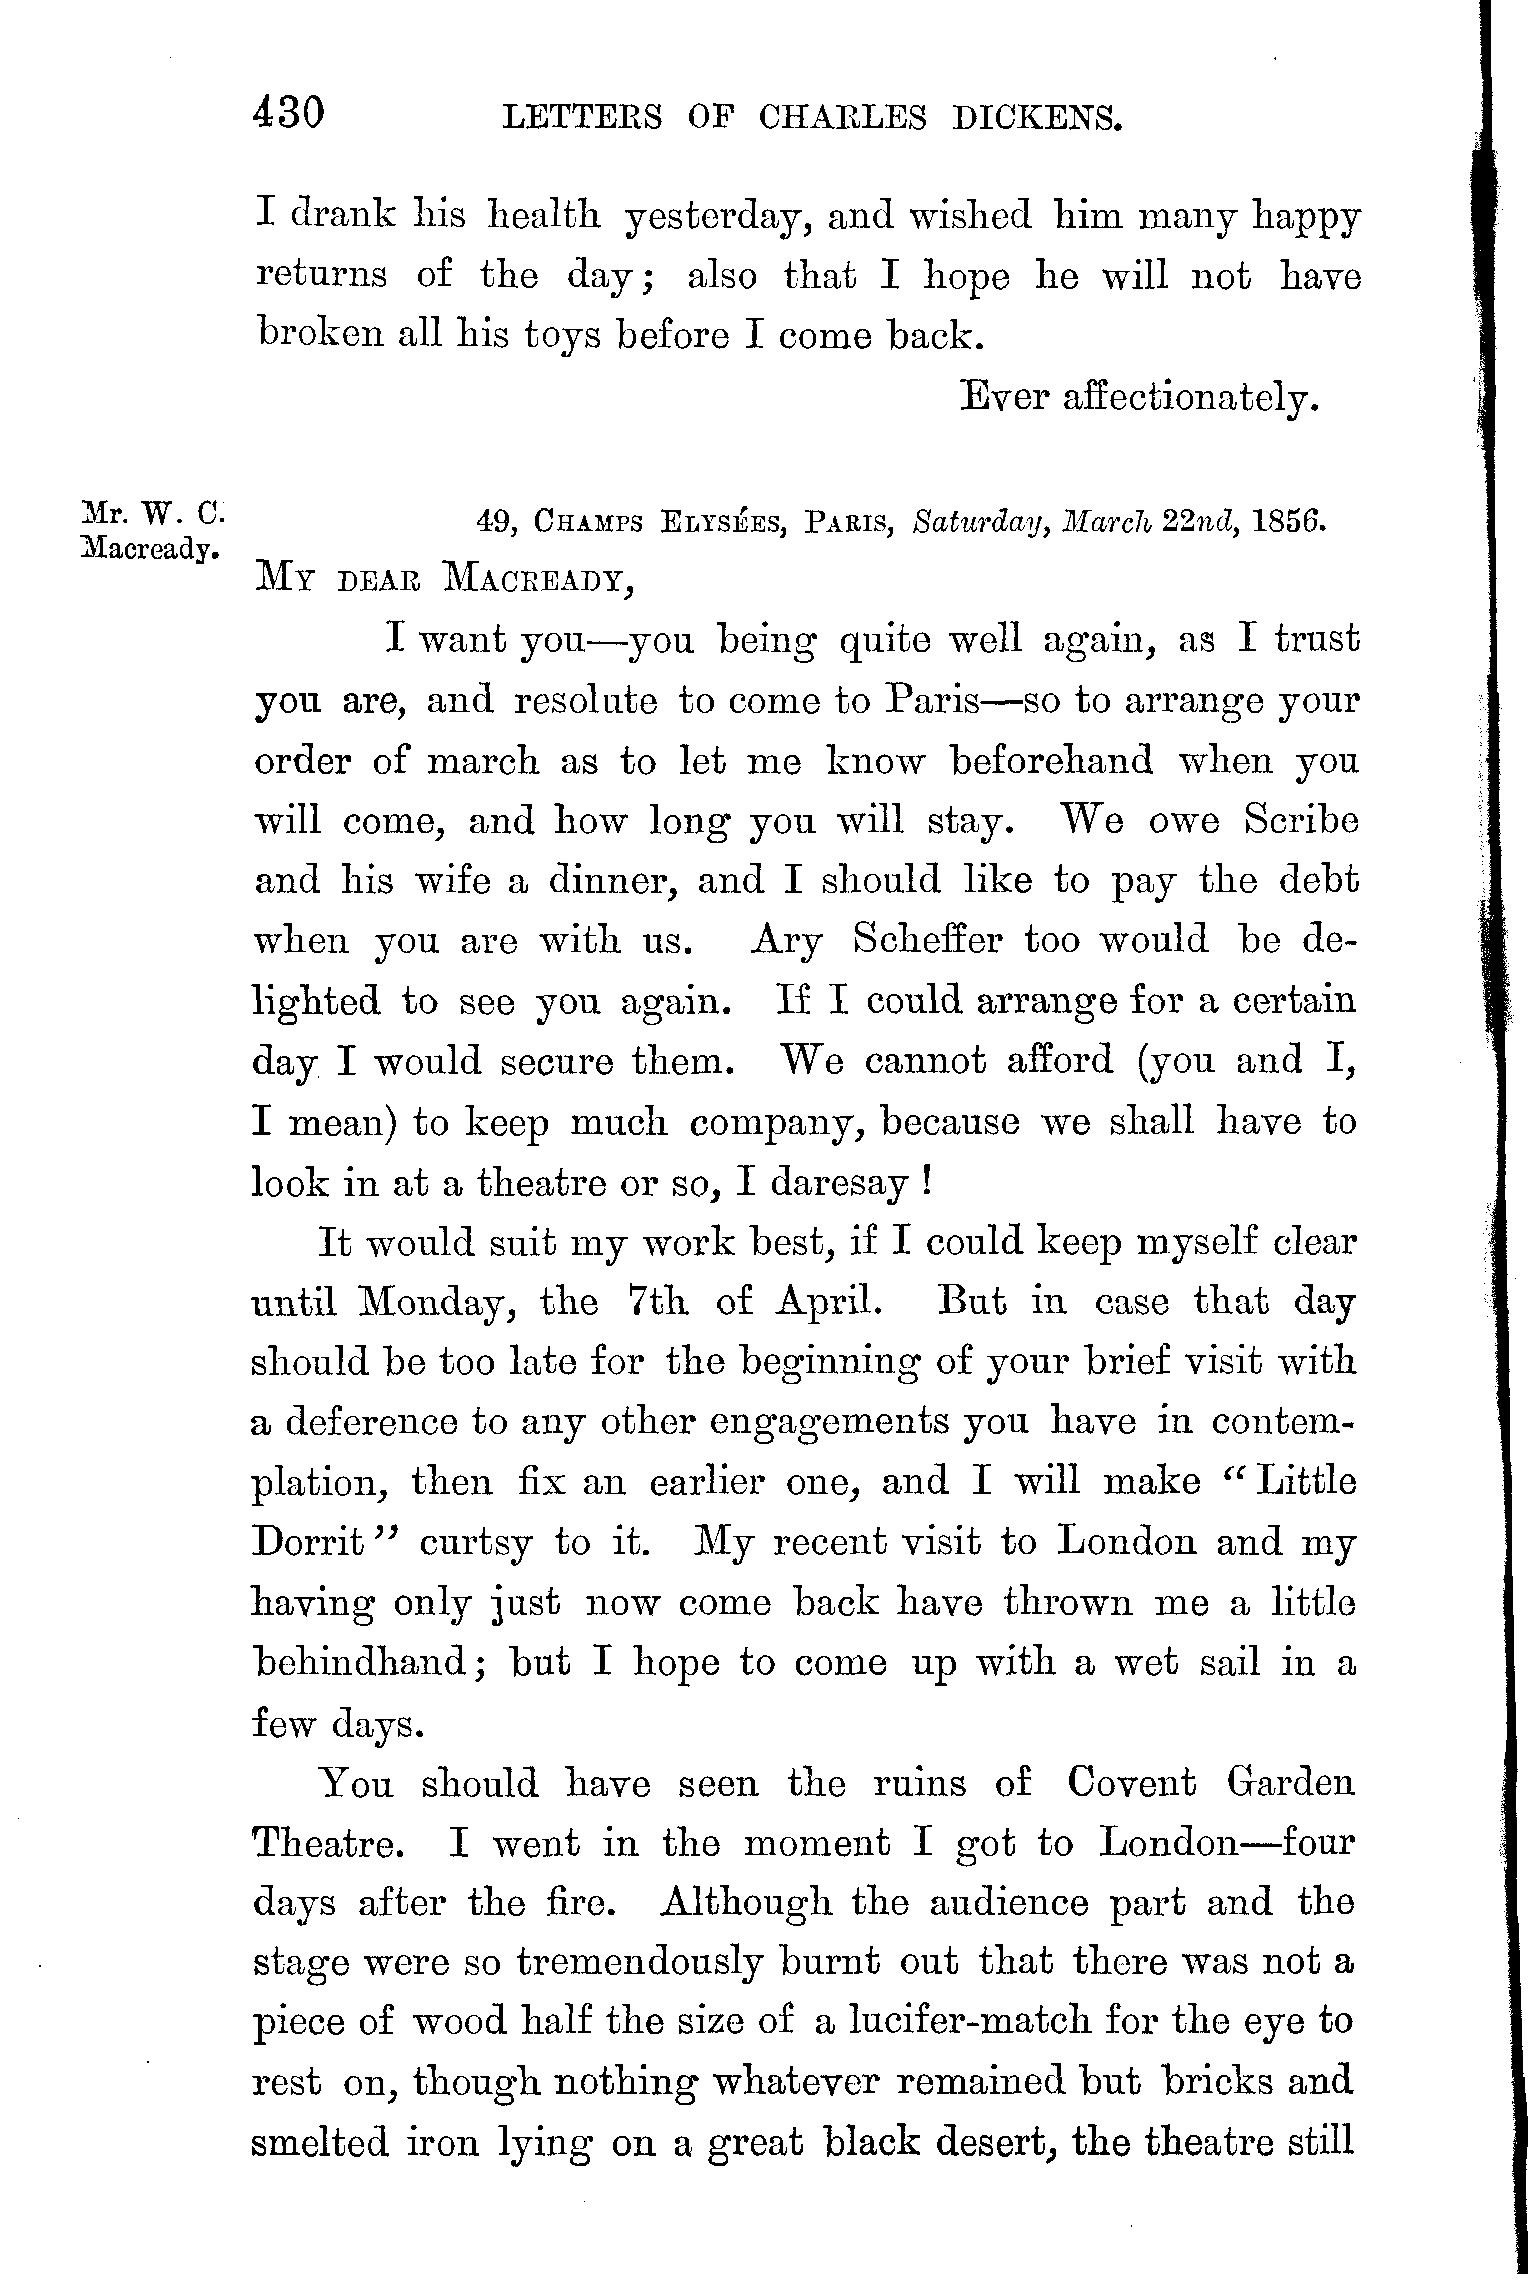 430 LETTERS OF CHARLES DICKENS.
I drank his health yesterday, and wished him many happy
returns of the day; also that I hope he will not have
broken all his toys before I come back.
Ever affectionately.
Mr. W. C.
Macready.
49, CHAMPS ELYSÉES, PARIS, Saturday, March 22nd, 1856.
MY DEAR MACREADY,
I want you—you being quite well again, as I trust
you are, and resolute to come to Paris—so to arrange your
order of march as to let me know beforehand when you
will come, and how long you will stay. We owe Scribe
and his wife a dinner, and I should like to pay the debt
when you are with us. Ary Scheffer too would be de-
lighted to see you again. If I could arrange for a certain
day I would secure them. We cannot afford (you and I,
I mean) to keep much company, because we shall have to
look in at a theatre or so, I daresay!
It would suit my work best, if I could keep myself clear
until Monday, the 7th of April. But in case that day
should be too late for the beginning of your brief visit with
a deference to any other engagements you have in contem-
plation, then fix an earlier one, and I will make “Little
Dorrit” curtsy to it. My recent visit to London and my
having only just now come back have thrown me a little
behindhand; but I hope to come up with a wet sail in a
few days.
You should have seen the ruins of Covent Garden
Theatre. I went in the moment I got to London—four
days after the fire. Although the audience part and the
stage were so tremendously burnt out that there was not a
piece of wood half the size of a lucifer-match for the eye to
rest on, though nothing whatever remained but bricks and
smelted iron lying on a great black desert, the theatre still